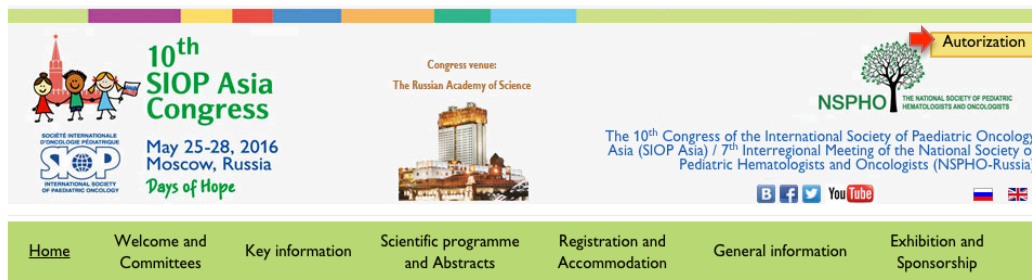 10th
SIOP Asia
Congress
SOCIÉTÉ INTERNATIONALE
D'ONCOLOGIE PÉDIATRIQUE
SIOP
INTERNATIONAL SOCIETY
OF PAEDIATRIC ONCOLOGY
May 25-28, 2016
Moscow, Russia
Days of Hope
Congress venue:
The Russian Academy of Science
Autorization
NSPHO
THE NATIONAL SOCIETY OF PEDIATRIC
HEMATOLOGISTS AND ONCOLOGISTS
The 10th Congress of the International Society of Paediatric Oncology
Asia (SIOP Asia) / 7th Interregional Meeting of the National Society o
Pediatric Hematologists and Oncologists (NSPHO-Russia)
B f You Tube
Home
Welcome and
Committees
Key information
Scientific programme
and Abstracts
Registration and
Accommodation
General information
Exhibition and
Sponsorship